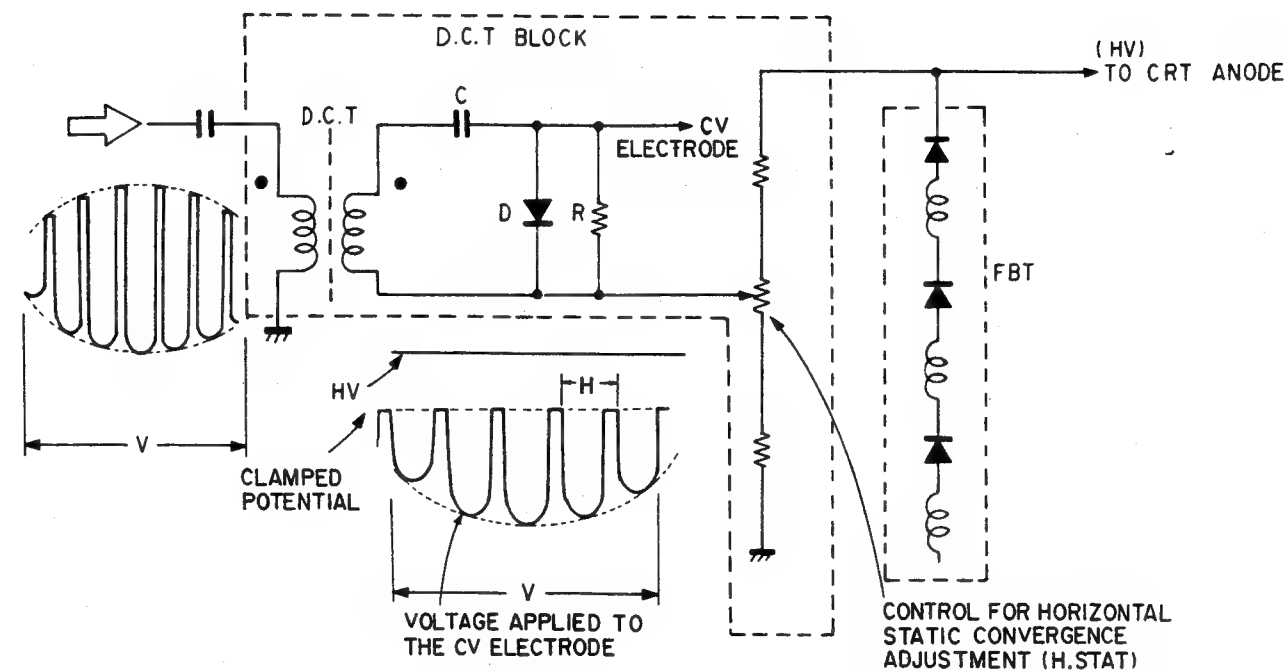 D.C.T BLOCK
(HV)
TO CRT ANODE
C
D.C.T
CV
ELECTRODE
D
R
FBT
HV
H
V
CLAMPED
POTENTIAL
V
VOLTAGE APPLIED TO
THE CV ELECTRODE
CONTROL FOR HORIZONTAL
STATIC CONVERGENCE
ADJUSTMENT (H.STAT)